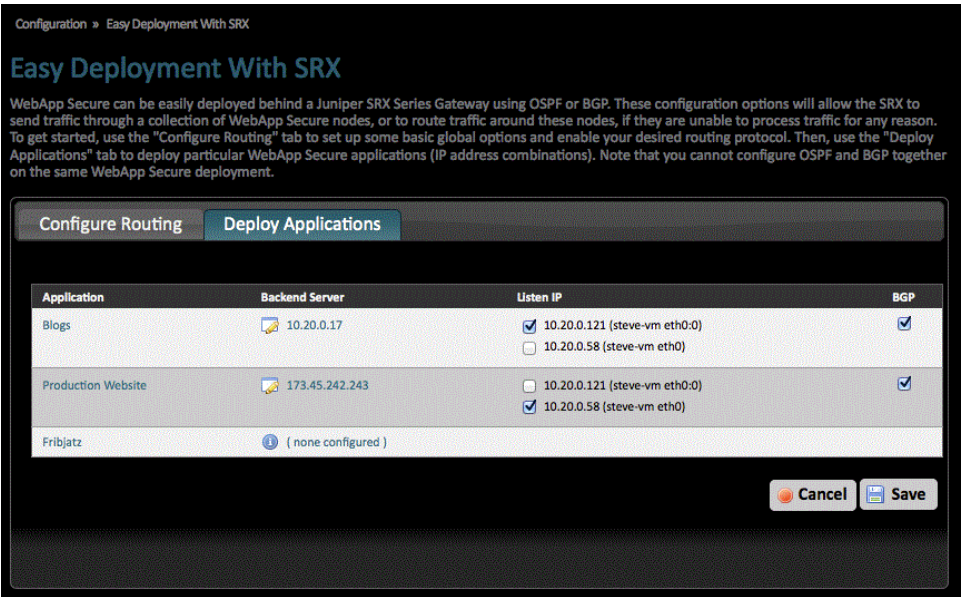 Configuration » Easy Deployment With SRX
Easy Deployment With SRX
WebApp Secure can be easily deployed behind a Juniper SRX Series Gateway using OSPF or BGP. These configuration options will allow the SRX to
send traffic through a collection of WebApp Secure nodes, or to route traffic around these nodes, if they are unable to process traffic for any reason.
To get started, use the "Configure Routing" tab to set up some basic global options and enable your desired routing protocol. Then, use the "Deploy
Applications" tab to deploy particular WebApp Secure applications (IP address combinations). Note that you cannot configure OSPF and BGP together
on the same WebApp Secure deployment.
Configure Routing Deploy Applications
Application Backend Server Listen IP BGP
Blogs 10.20.0.17 10.20.0.121 (steve-vm eth0:0)
10.20.0.58 (steve-vm eth0)
Production Website 173.45.242.243 10.20.0.121 (steve-vm eth0:0)
10.20.0.58 (steve-vm eth0)
Fribjatz ( none configured )
Cancel Save